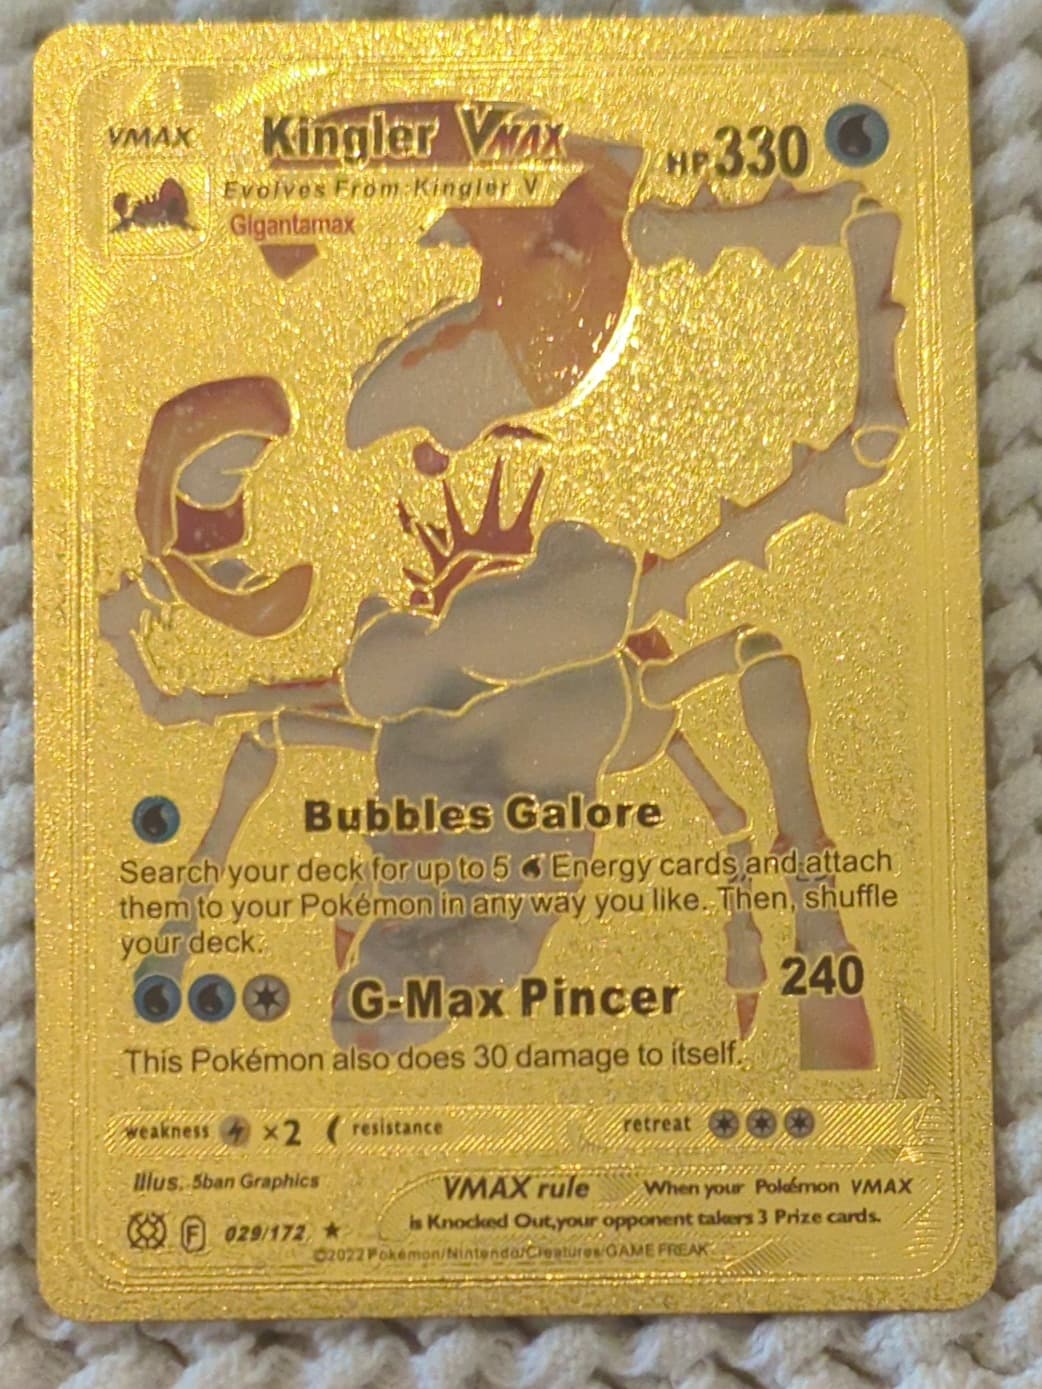 VMAX Kingler VMAX HP330
Evolves From Kingler V
Gigantamax
Bubbles Galore
Search your deck for up to 5 Energy cards and attach
them to your Pokémon in any way you like. Then, shuffle
your deck.
G-Max Pincer 240
This Pokémon also does 30 damage to itself.
weakness ×2 resistance retreat
Illus. 5ban Graphics
VMAX rule When your Pokémon VMAX
is Knocked Out,your opponent takers 3 Prize cards.
F 029/172 ★
©2022 Pokémon/Nintendo/Creatures/GAME FREAK